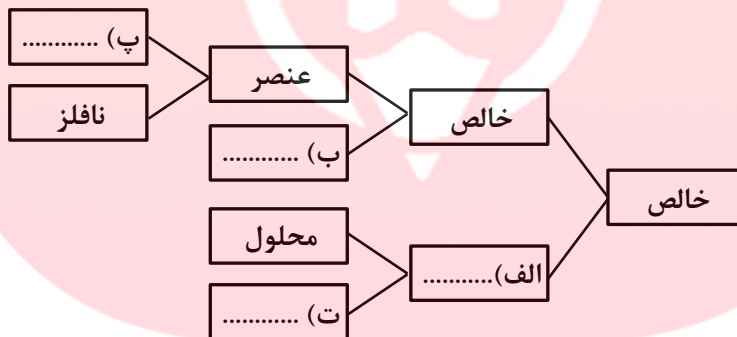 پ) ............
عنصر
نافلز
خالص
ب) ............
خالص
محلول
الف)...........
ت) ............